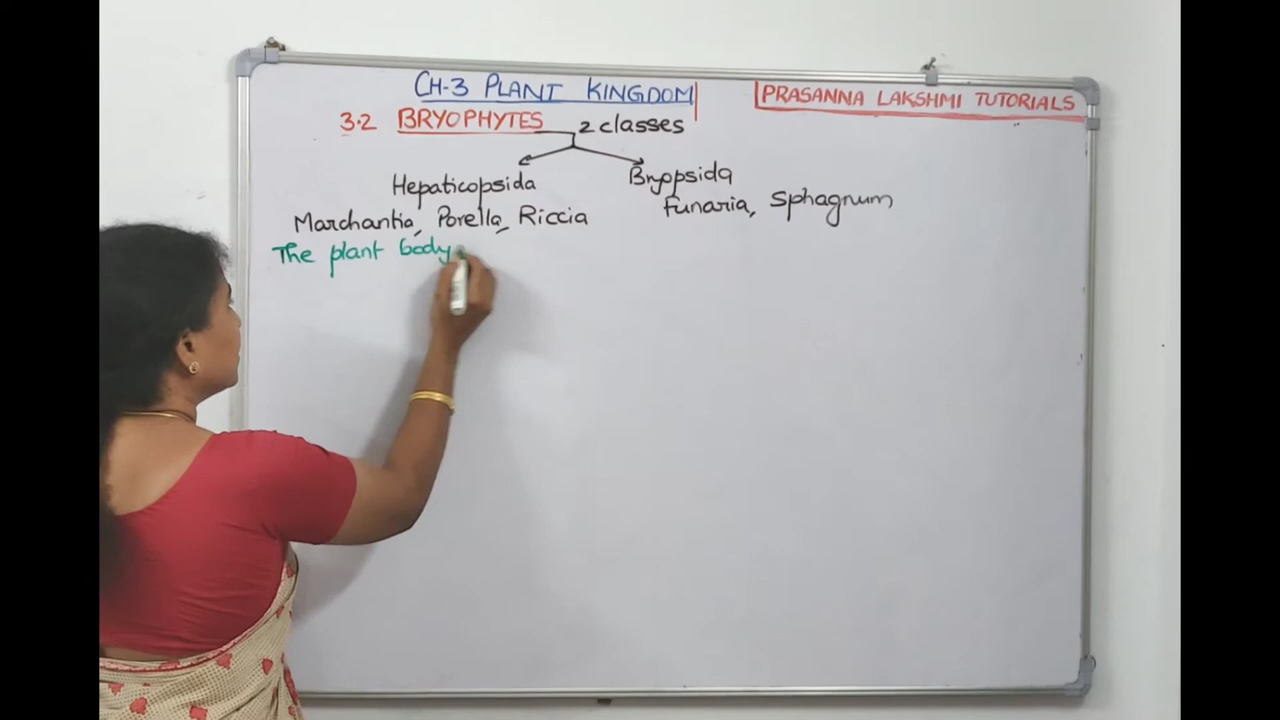 CH-3 PLANT KINGDOM
PRASANNA LAKSHMI TUTORIALS
3.2 BRYOPHYTES 2 classes
Hepaticopsida Bryopsida
Marchantia, Porella, Riccia Funaria, Sphagnum
The plant body